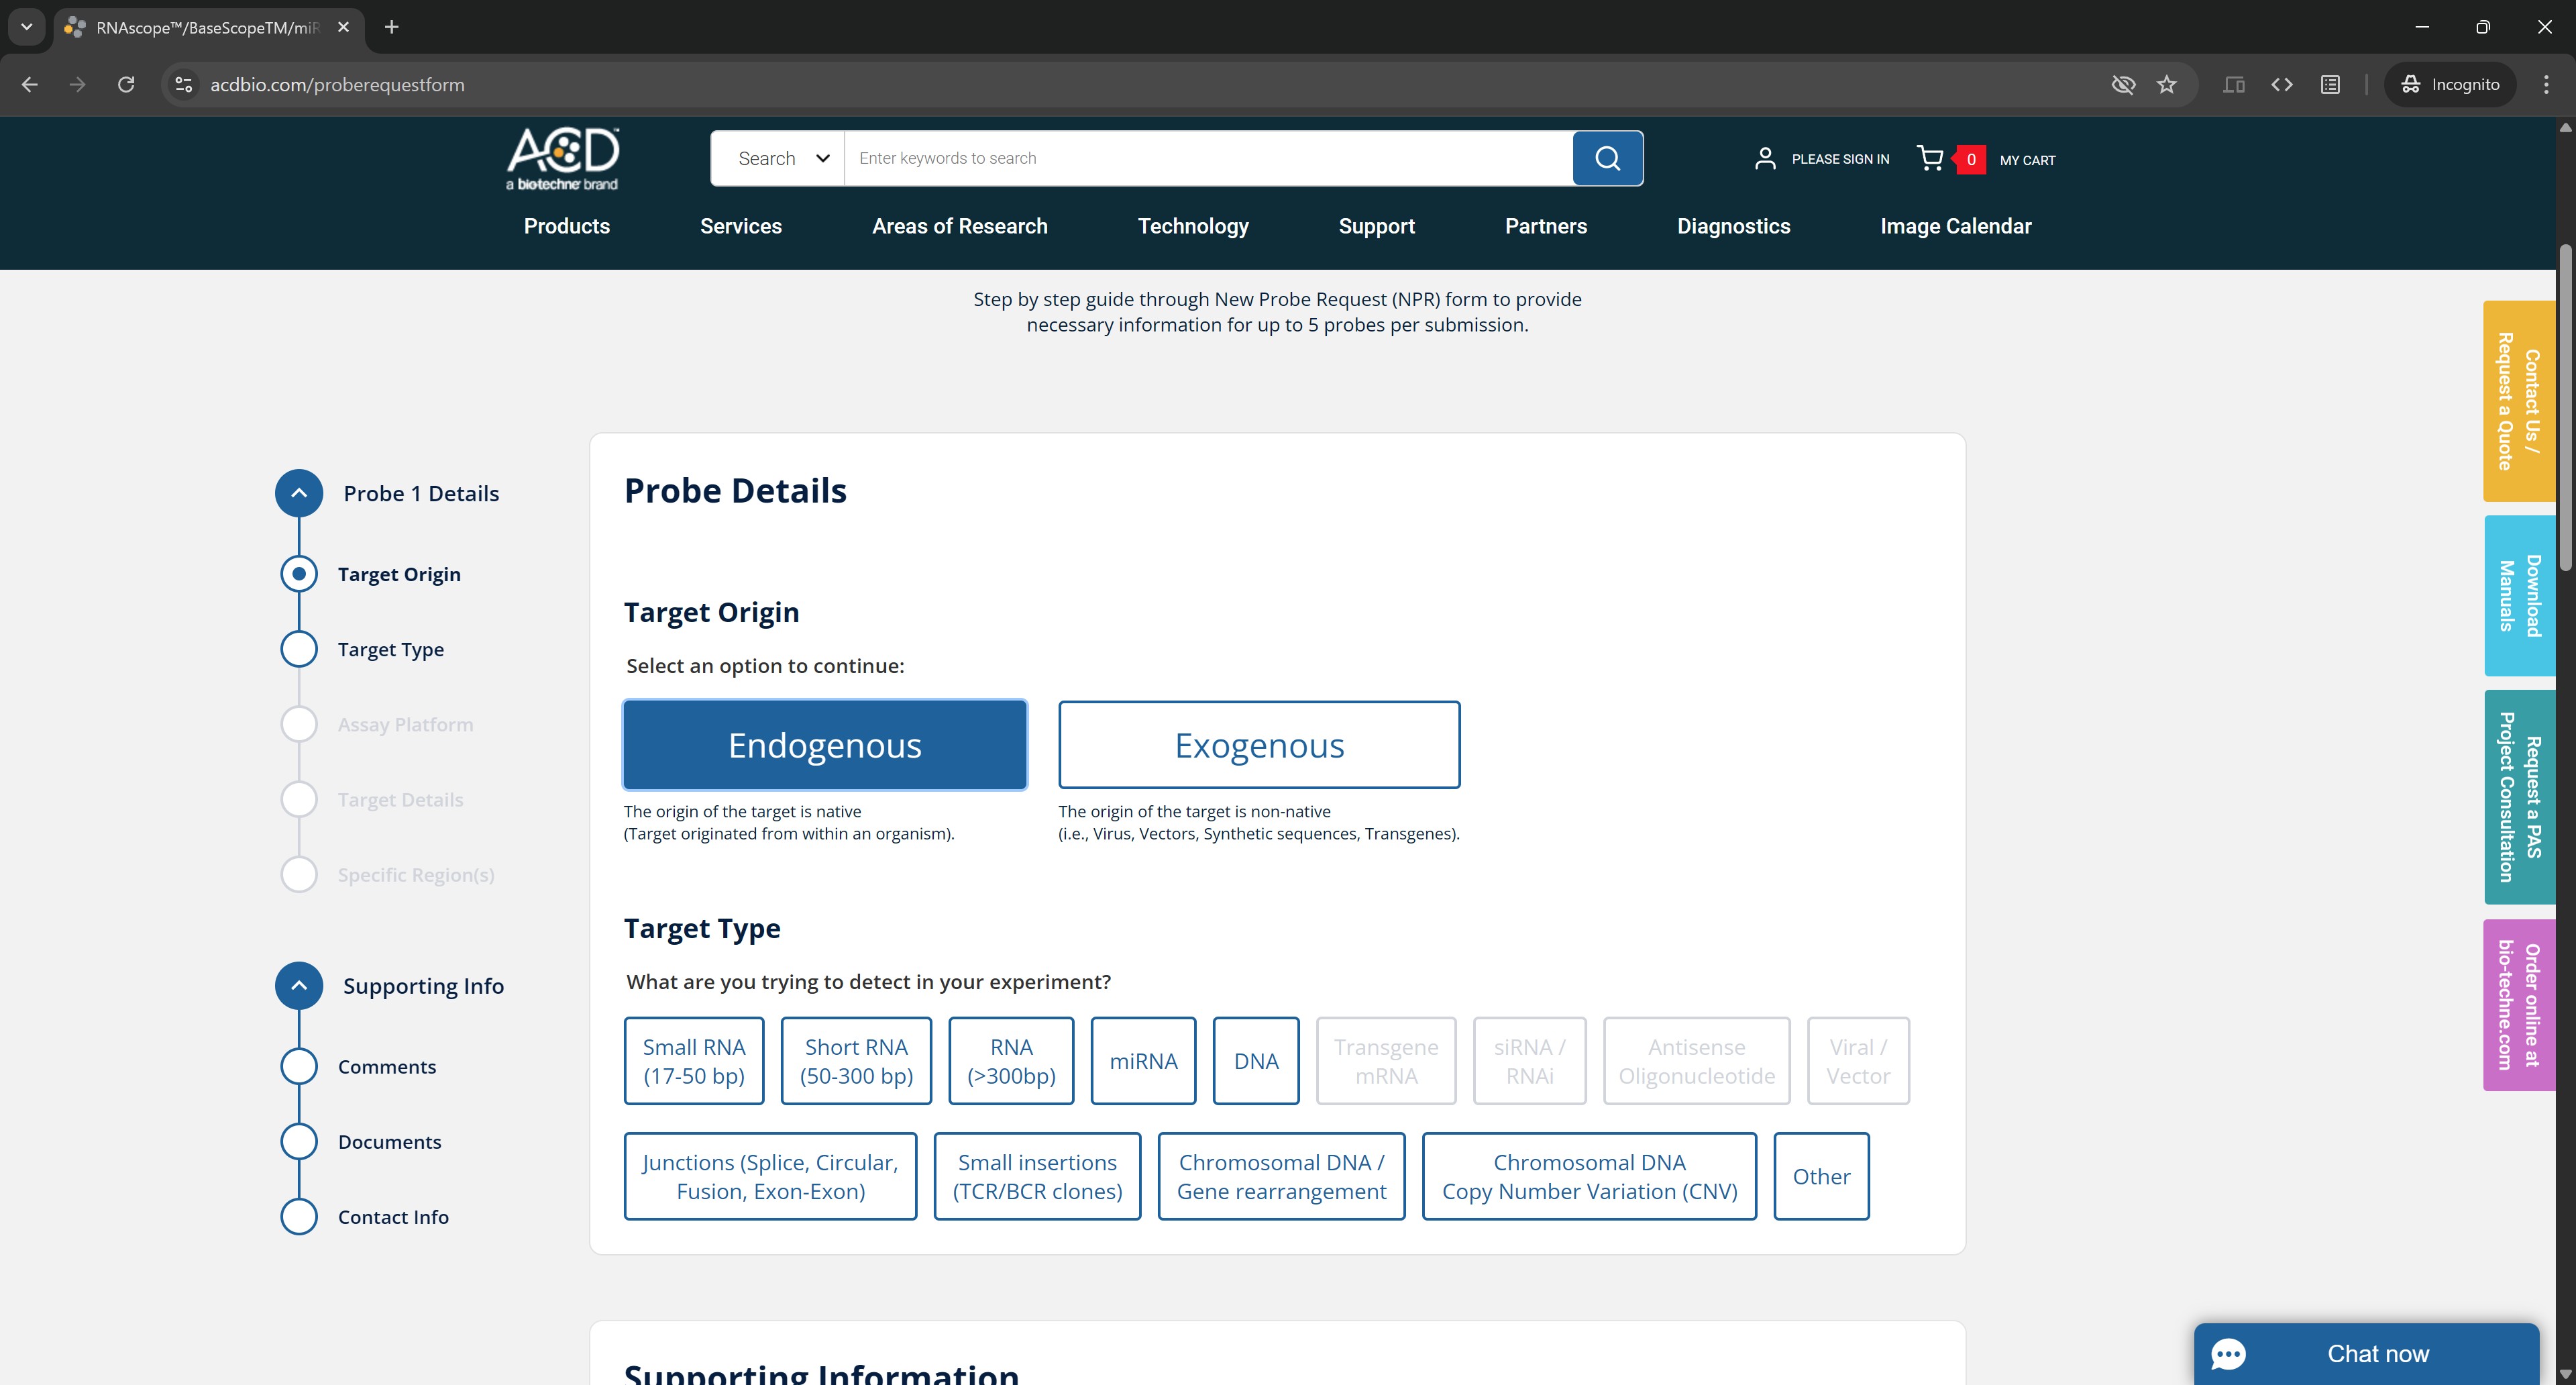 RNAscope™/BaseScopeTM/miR
acdbio.com/proberequestform
Incognito
ACD™
a biotechne brand
Search
Enter keywords to search
PLEASE SIGN IN
0
MY CART
Products
Services
Areas of Research
Technology
Support
Partners
Diagnostics
Image Calendar
Step by step guide through New Probe Request (NPR) form to provide
necessary information for up to 5 probes per submission.
Probe 1 Details
Target Origin
Target Type
Assay Platform
Target Details
Specific Region(s)
Supporting Info
Comments
Documents
Contact Info
Probe Details
Target Origin
Select an option to continue:
Endogenous
Exogenous
The origin of the target is native
(Target originated from within an organism).
The origin of the target is non-native
(i.e., Virus, Vectors, Synthetic sequences, Transgenes).
Target Type
What are you trying to detect in your experiment?
Small RNA
(17-50 bp)
Short RNA
(50-300 bp)
RNA
(>300bp)
miRNA
DNA
Transgene
mRNA
siRNA /
RNAi
Antisense
Oligonucleotide
Viral /
Vector
Junctions (Splice, Circular,
Fusion, Exon-Exon)
Small insertions
(TCR/BCR clones)
Chromosomal DNA /
Gene rearrangement
Chromosomal DNA
Copy Number Variation (CNV)
Other
Supporting Information
Contact Us /
Request a Quote
Download
Manuals
Request a PAS
Project Consultation
Order online at
bio-techne.com
Chat now